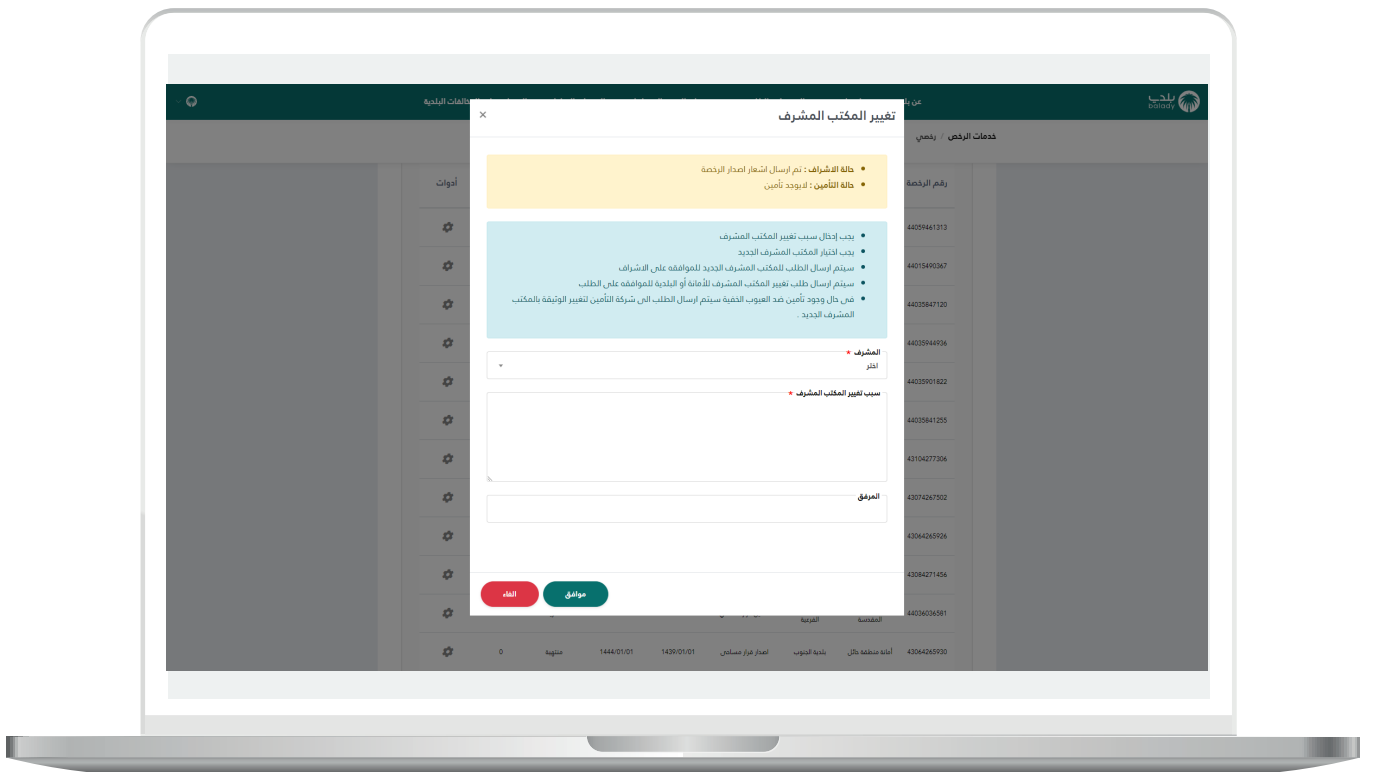 بلدي
balady
عن
خدمات الرخص / رخصي
تغيير المكتب المشرف
×
حالة الاشراف : تم ارسال اشعار اصدار الرخصة
حالة التأمين : لايوجد تأمين
يجب إدخال سبب تغيير المكتب المشرف
يجب اختيار المكتب المشرف الجديد
سيتم ارسال الطلب للمكتب المشرف الجديد للموافقه على الاشراف
سيتم ارسال طلب تغيير المكتب المشرف للأمانة أو البلدية للموافقه على الطلب
في حال وجود تأمين ضد العيوب الخفية سيتم ارسال الطلب الى شركة التأمين لتغيير الوثيقة بالمكتب
المشرف الجديد .
المشرف *
اختر
سبب تغيير المكتب المشرف *
المرفق
موافق
الغاء
رقم الرخصة
أدوات
44059461313
44015490367
44035847120
44035944936
44035901822
44035841255
43104277306
43074267502
43064265926
43084271456
44036036581
المقدسة
الفرعية
43064265930 أمانة منطقة حائل بلدية الجنوب اصدار قرار مساحي 1439/01/01 1444/01/01 منتهية 0